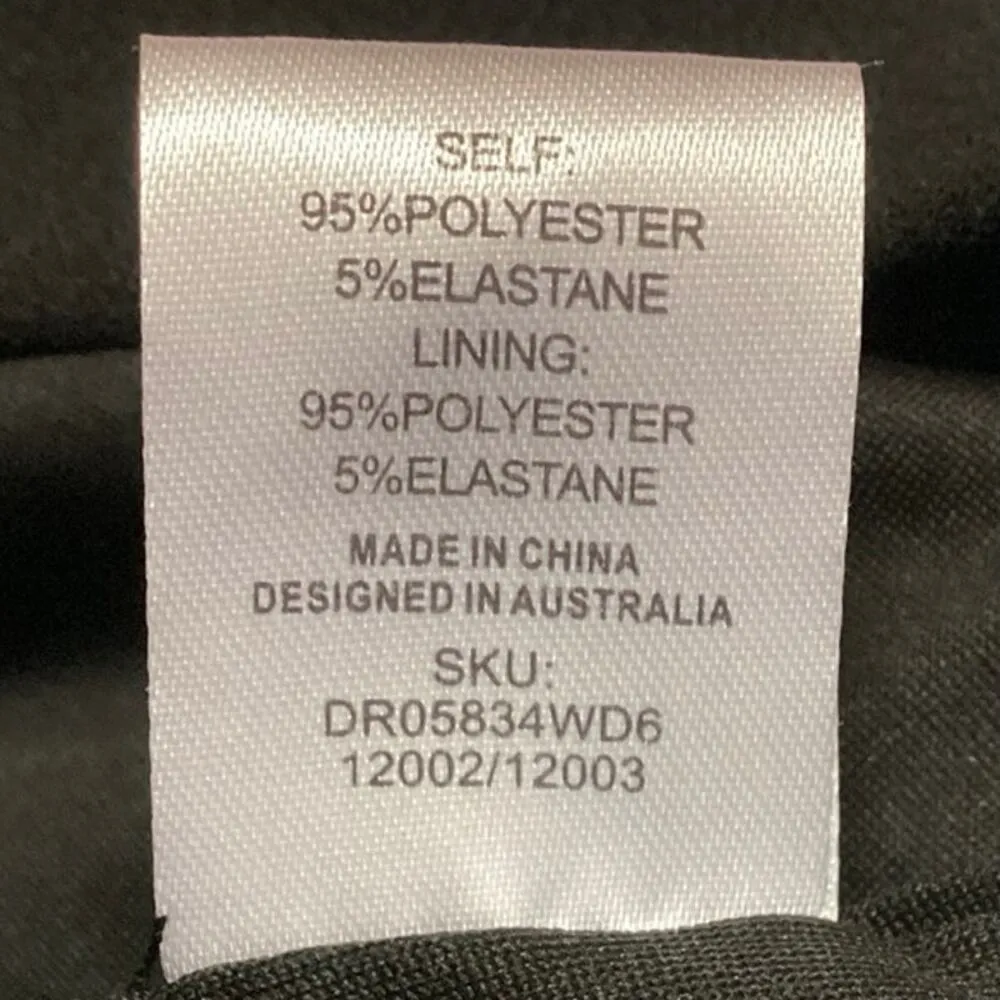 SELF:
95%POLYESTER
5%ELASTANE
LINING:
95%POLYESTER
5%ELASTANE
MADE IN CHINA
DESIGNED IN AUSTRALIA
SKU:
DR05834WD6
12002/12003